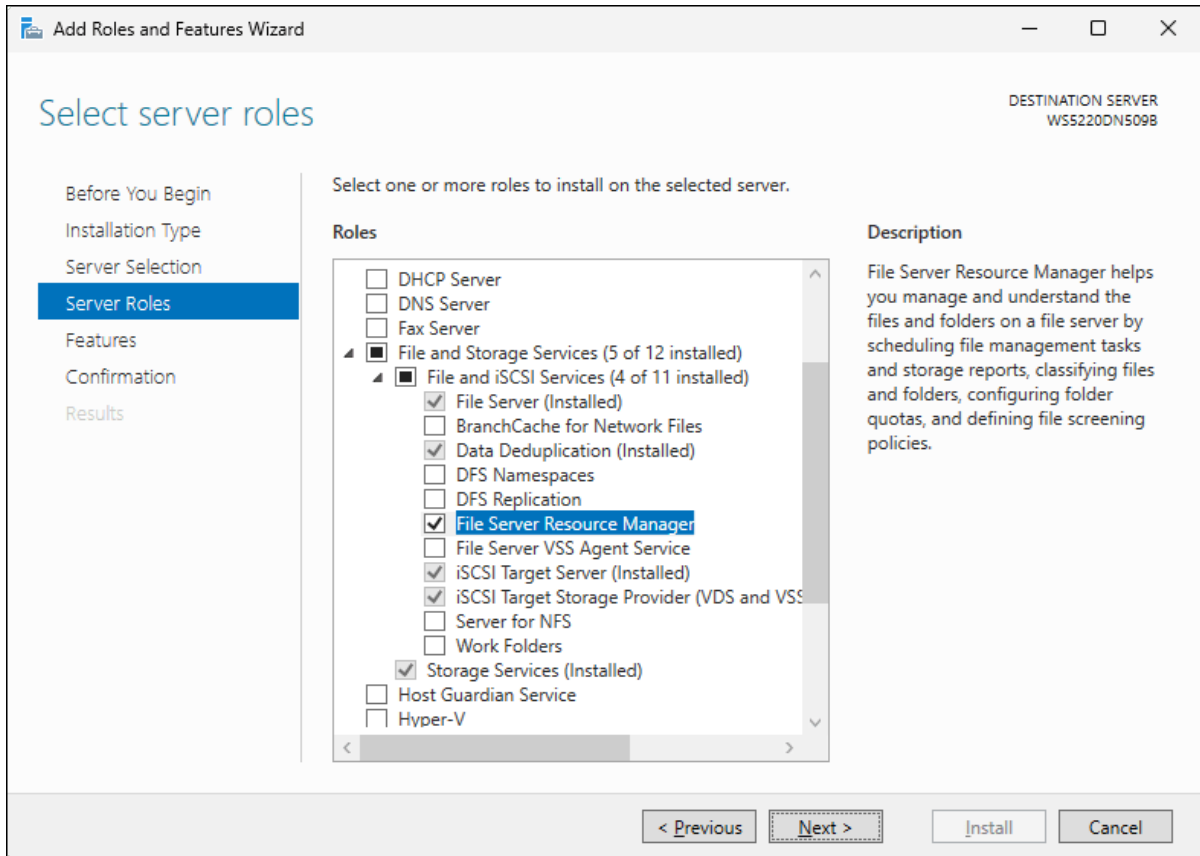 Add Roles and Features Wizard
Select server roles
DESTINATION SERVER
WS5220DN509B
Before You Begin
Installation Type
Server Selection
Server Roles
Features
Confirmation
Results
Select one or more roles to install on the selected server.
Roles
DHCP Server
DNS Server
Fax Server
File and Storage Services (5 of 12 installed)
File and iSCSI Services (4 of 11 installed)
File Server (Installed)
BranchCache for Network Files
Data Deduplication (Installed)
DFS Namespaces
DFS Replication
File Server Resource Manager
File Server VSS Agent Service
iSCSI Target Server (Installed)
iSCSI Target Storage Provider (VDS and VSS
Server for NFS
Work Folders
Storage Services (Installed)
Host Guardian Service
Hyper-V
Description
File Server Resource Manager helps
you manage and understand the
files and folders on a file server by
scheduling file management tasks
and storage reports, classifying files
and folders, configuring folder
quotas, and defining file screening
policies.
< Previous
Next >
Install
Cancel